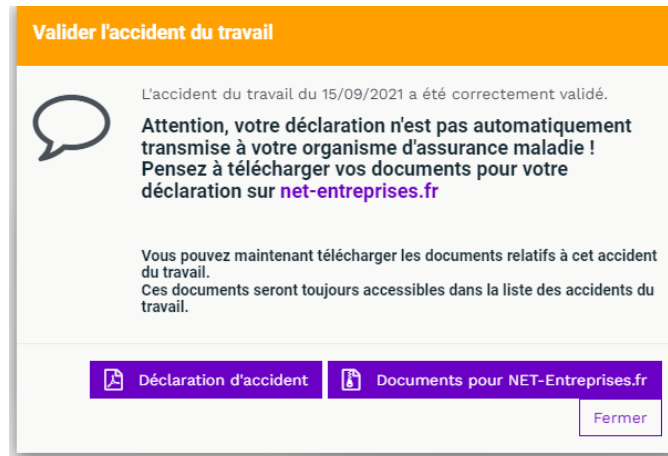 Valider l'accident du travail
L'accident du travail du 15/09/2021 a été correctement validé.
Attention, votre déclaration n'est pas automatiquement
transmise à votre organisme d'assurance maladie !
Pensez à télécharger vos documents pour votre
déclaration sur net-entreprises.fr
Vous pouvez maintenant télécharger les documents relatifs à cet accident
du travail.
Ces documents seront toujours accessibles dans la liste des accidents du
travail.
Déclaration d'accident
Documents pour NET-Entreprises.fr
Fermer